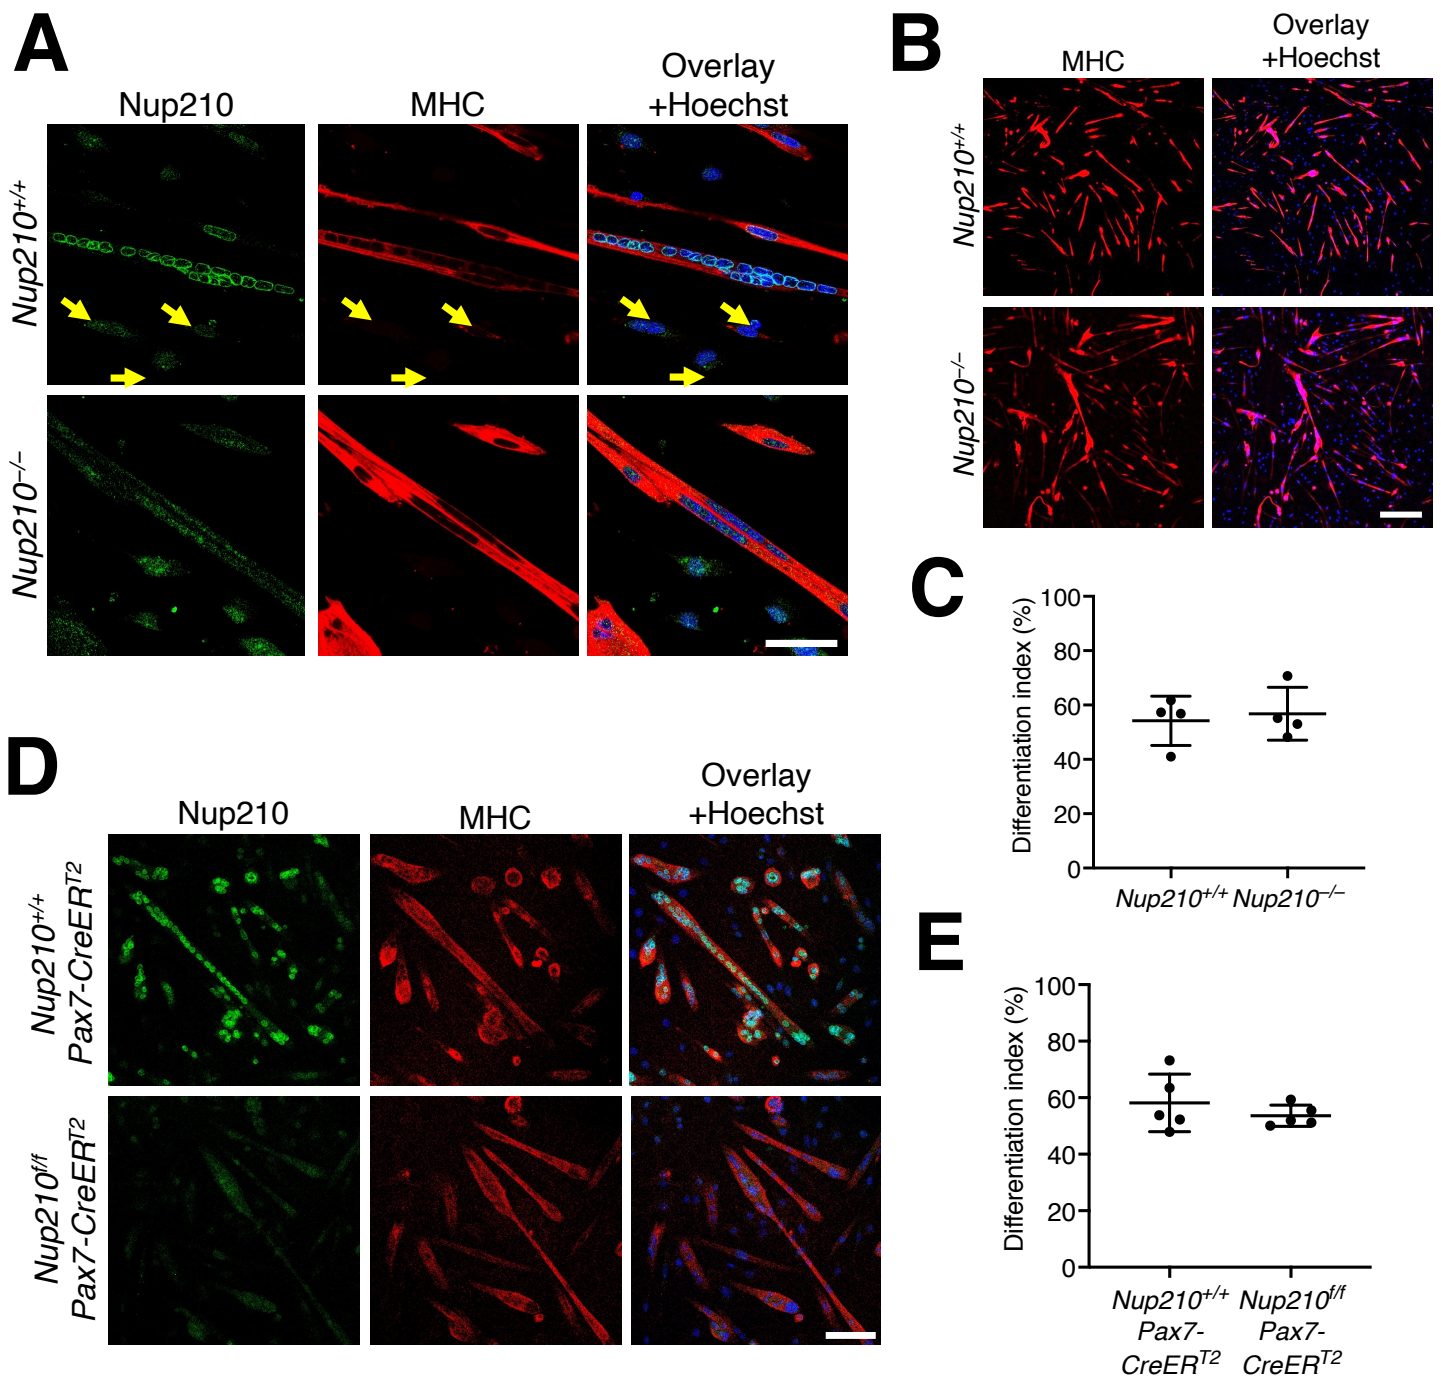 A
Nup210
MHC
Overlay
+Hoechst
Nup210+/+
Nup210–/–
B
MHC
Overlay
+Hoechst
Nup210+/+
Nup210–/–
C
Differentiation index (%)
100
80
60
40
20
0
Nup210+/+ Nup210–/–
D
Nup210
MHC
Overlay
+Hoechst
Nup210+/+
Pax7-CreERT2
Nup210f/f
Pax7-CreERT2
E
Differentiation index (%)
100
80
60
40
20
0
Nup210+/+ Nup210f/f
Pax7- Pax7-
CreERT2 CreERT2